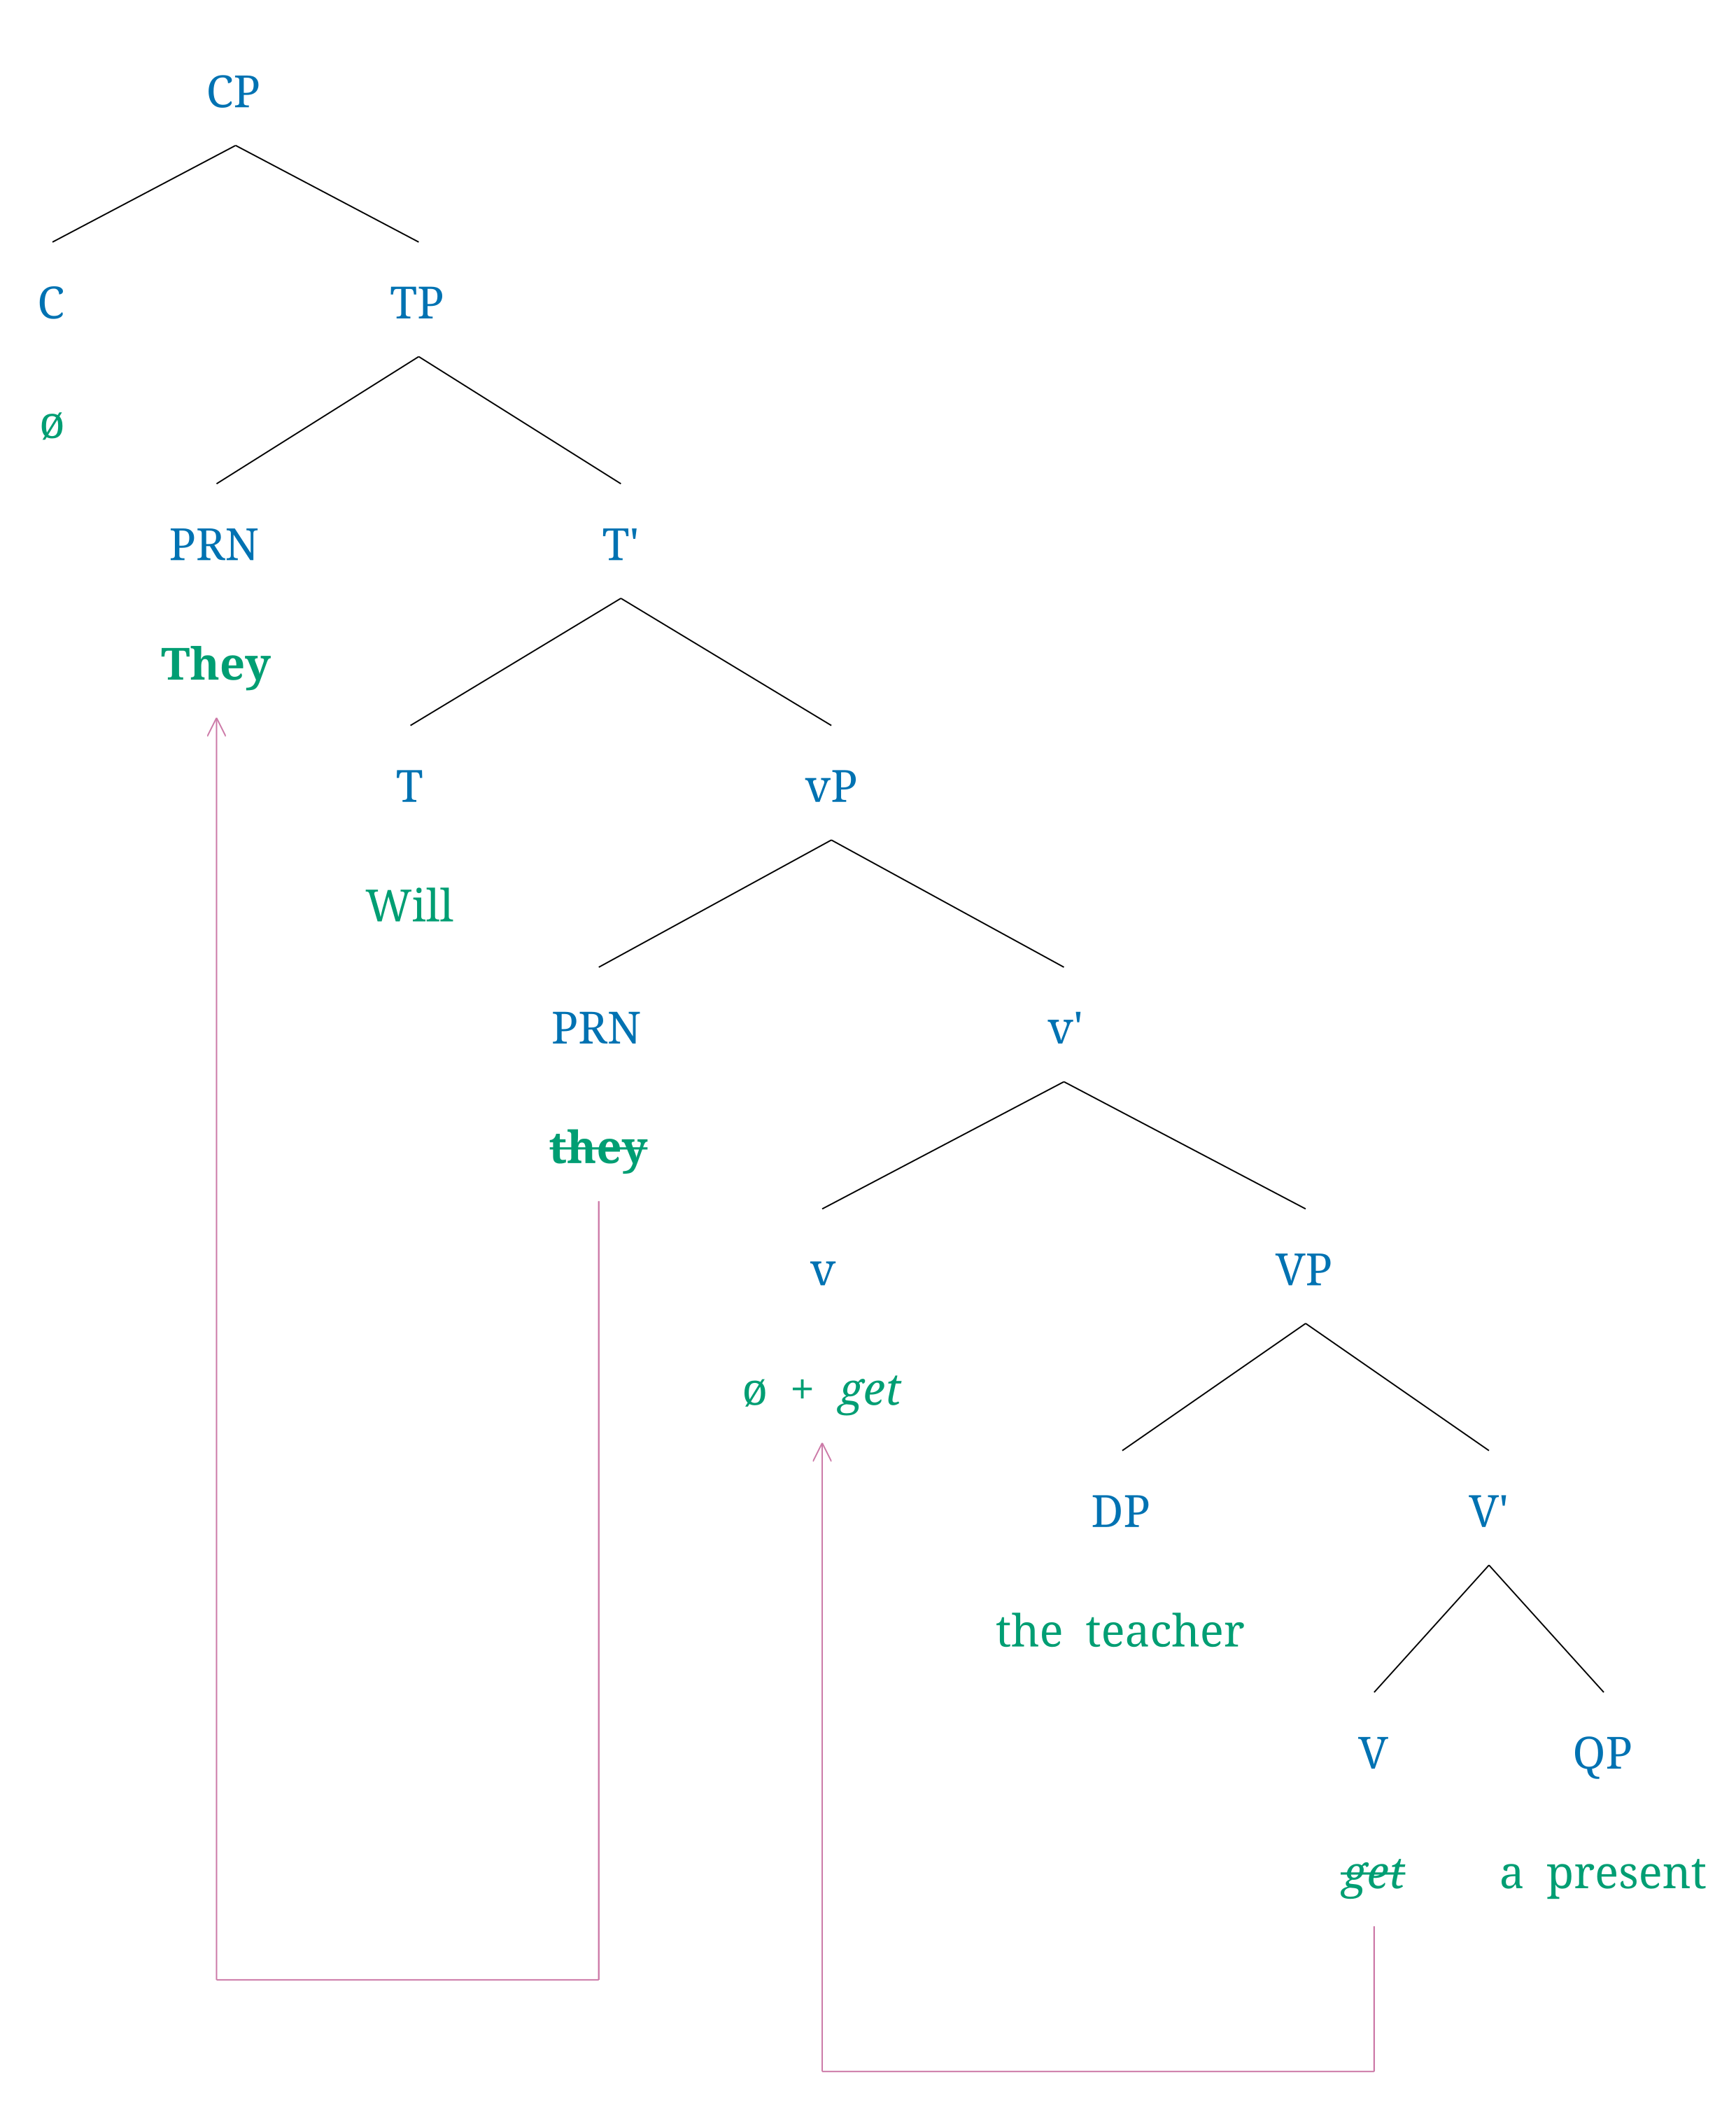 CP
C TP
ø
PRN T'
They
T vP
Will
PRN v'
they
v VP
ø + get
DP V'
the teacher
V QP
get a present